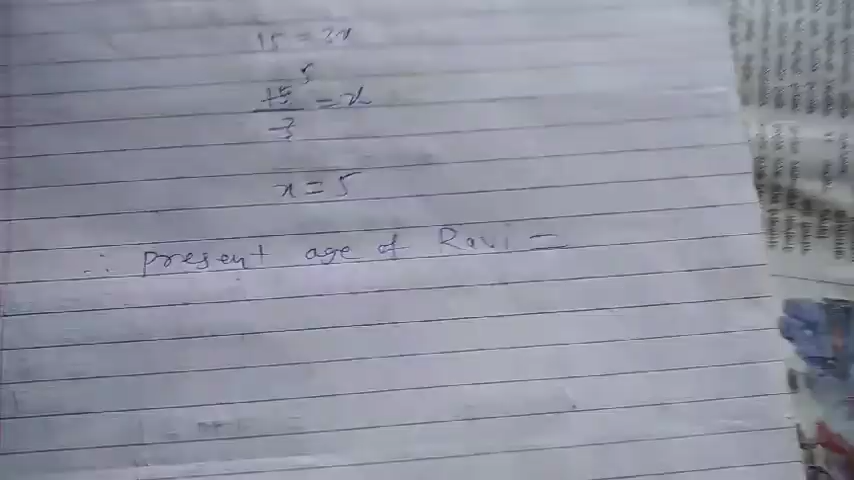 15 = 3x
5
15
— = x
3
x = 5
∴ present age of Ravi =